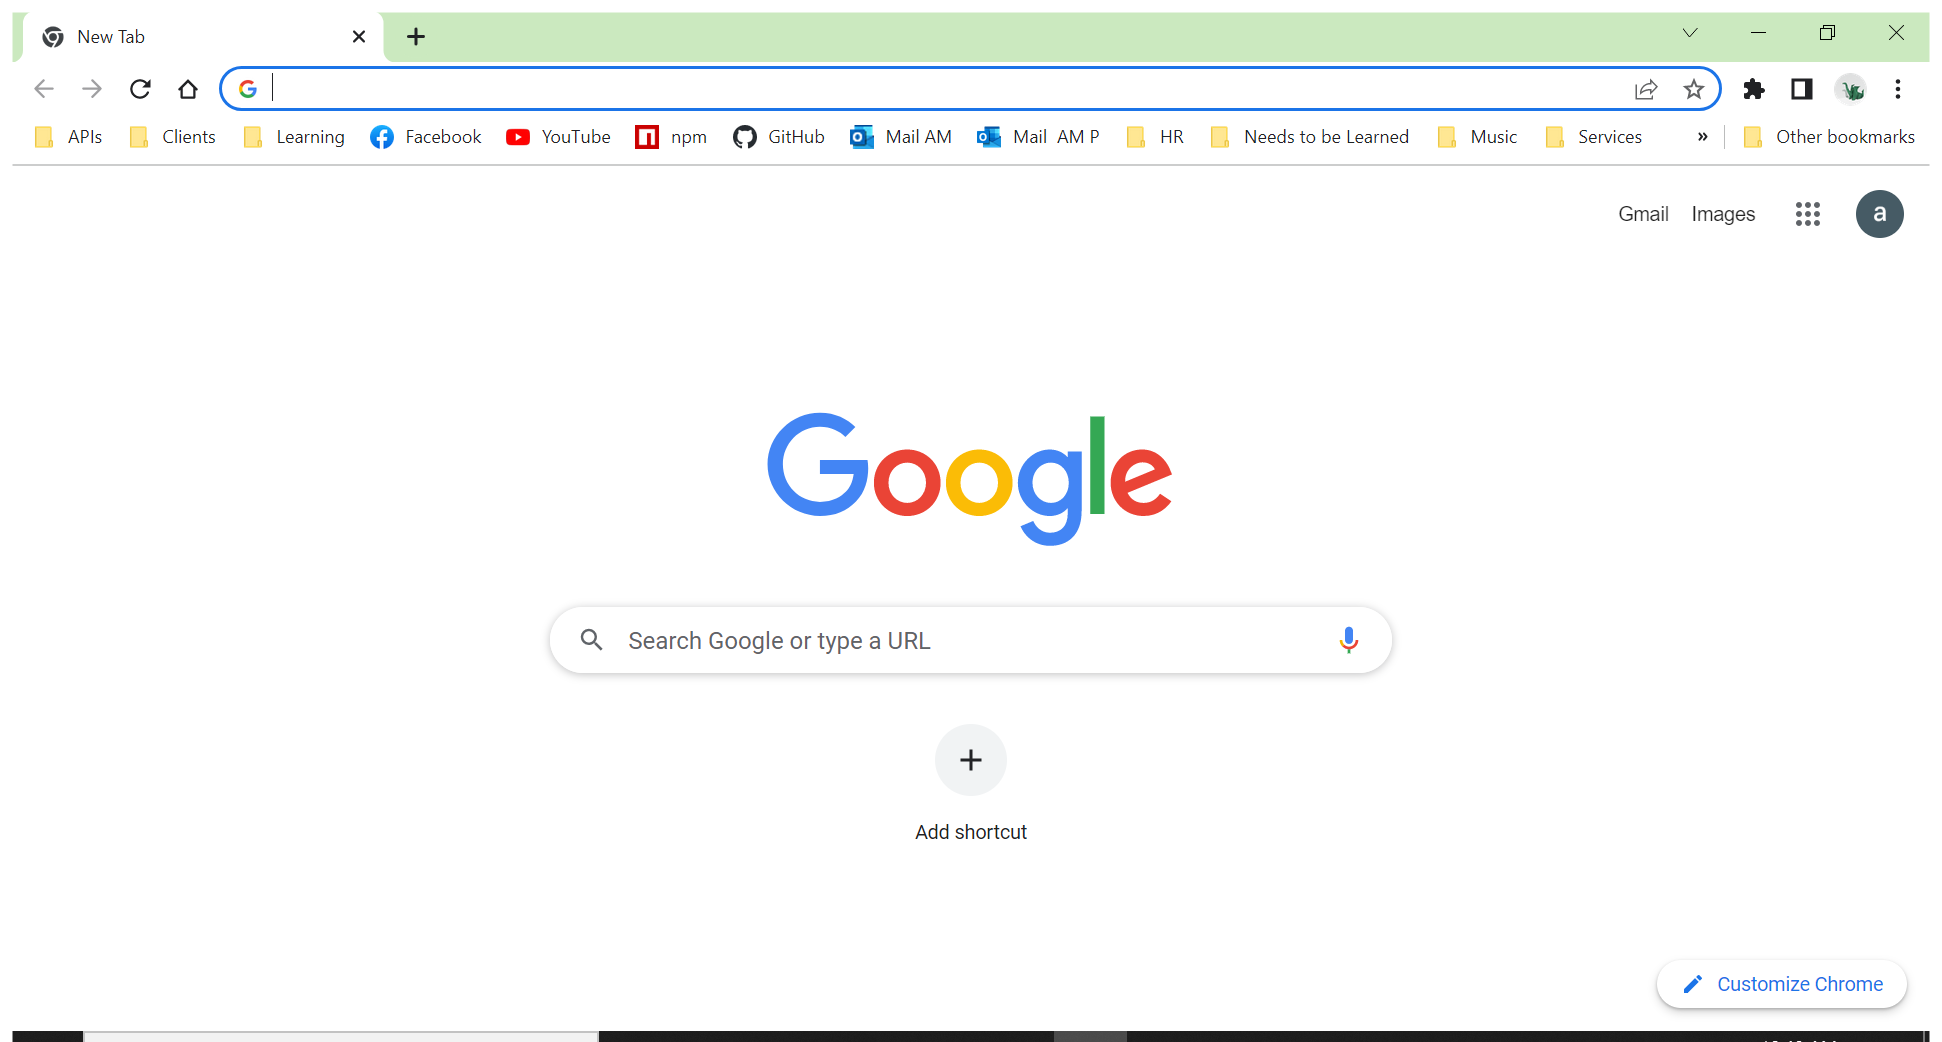 New Tab
APIs Clients Learning Facebook YouTube npm GitHub Mail AM Mail AM P HR Needs to be Learned Music Services » Other bookmarks
Gmail Images a
Google
Search Google or type a URL
Add shortcut
Customize Chrome